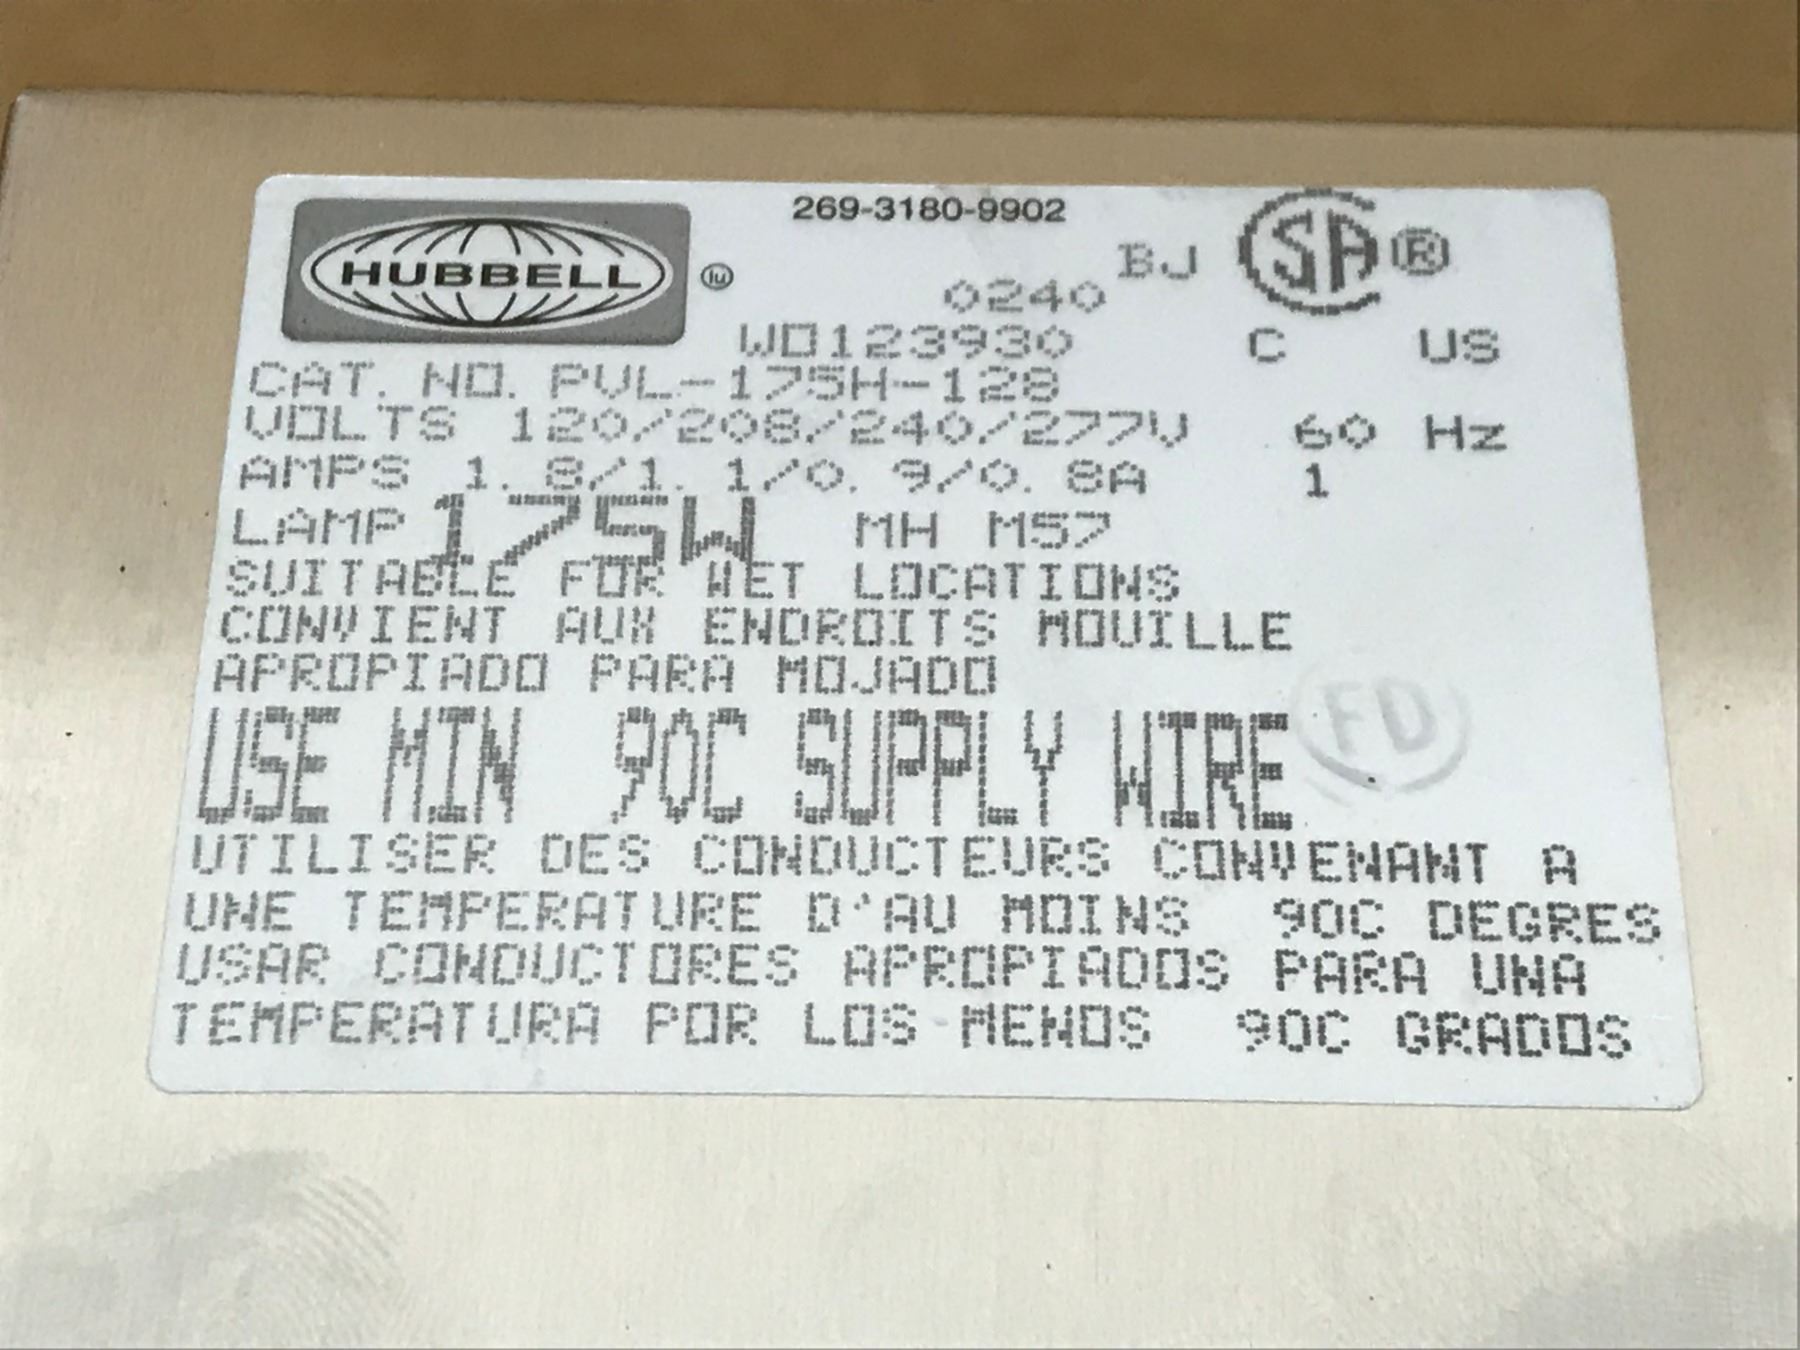 269-3180-9902
HUBBELL lu
BJ SA ®
0240
WO123930 C US
CAT. NO. PVL-175H-128
VOLTS 120/208/240/277V 60 Hz
AMPS 1.8/1.1/0.9/0.8A 1
LAMP 175W MH M57
SUITABLE FOR WET LOCATIONS
CONVIENT AUX ENDROITS MOUILLE
APROPIADO PARA MOJADO
FD
USE MIN 90C SUPPLY WIRE
UTILISER DES CONDUCTEURS CONVENANT A
UNE TEMPERATURE D'AU MOINS 90C DEGRES
USAR CONDUCTORES APROPIADOS PARA UNA
TEMPERATURA POR LOS MENOS 90C GRADOS